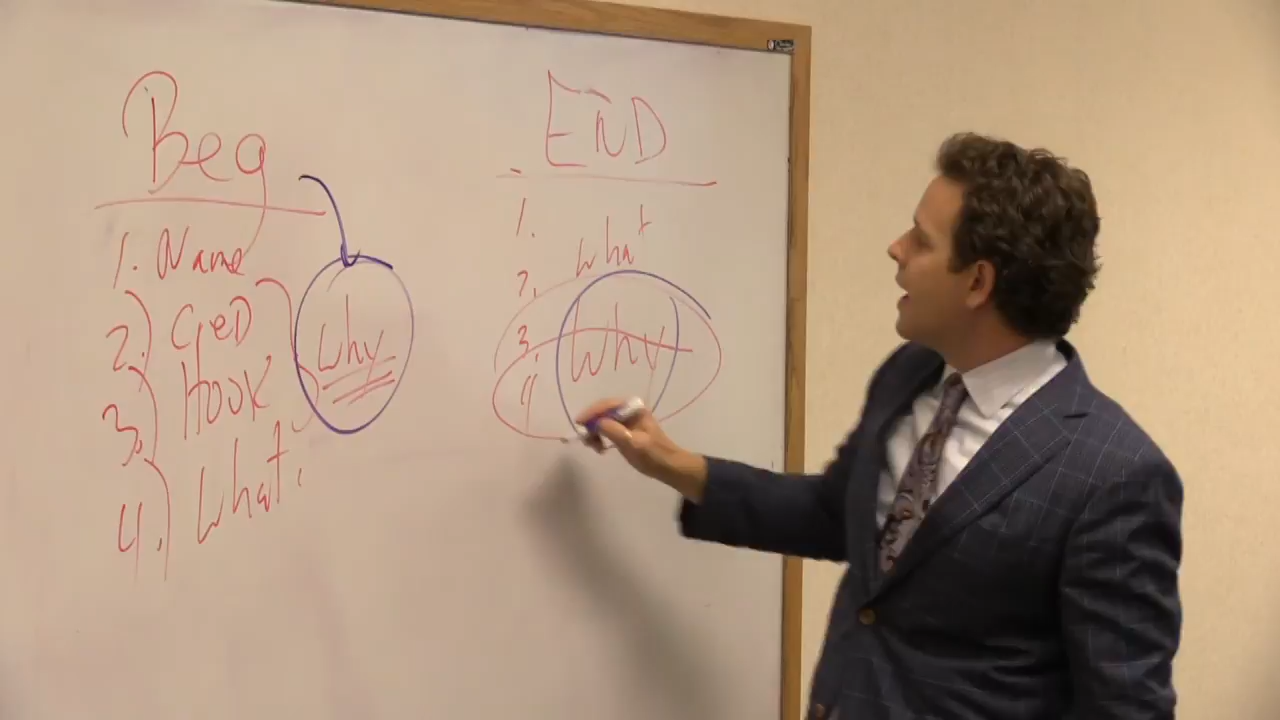 Beg
1. Name
2.) CRED
3.) HOOK
4.) What.
Why
END
1.
What
2.
3.
Why
4